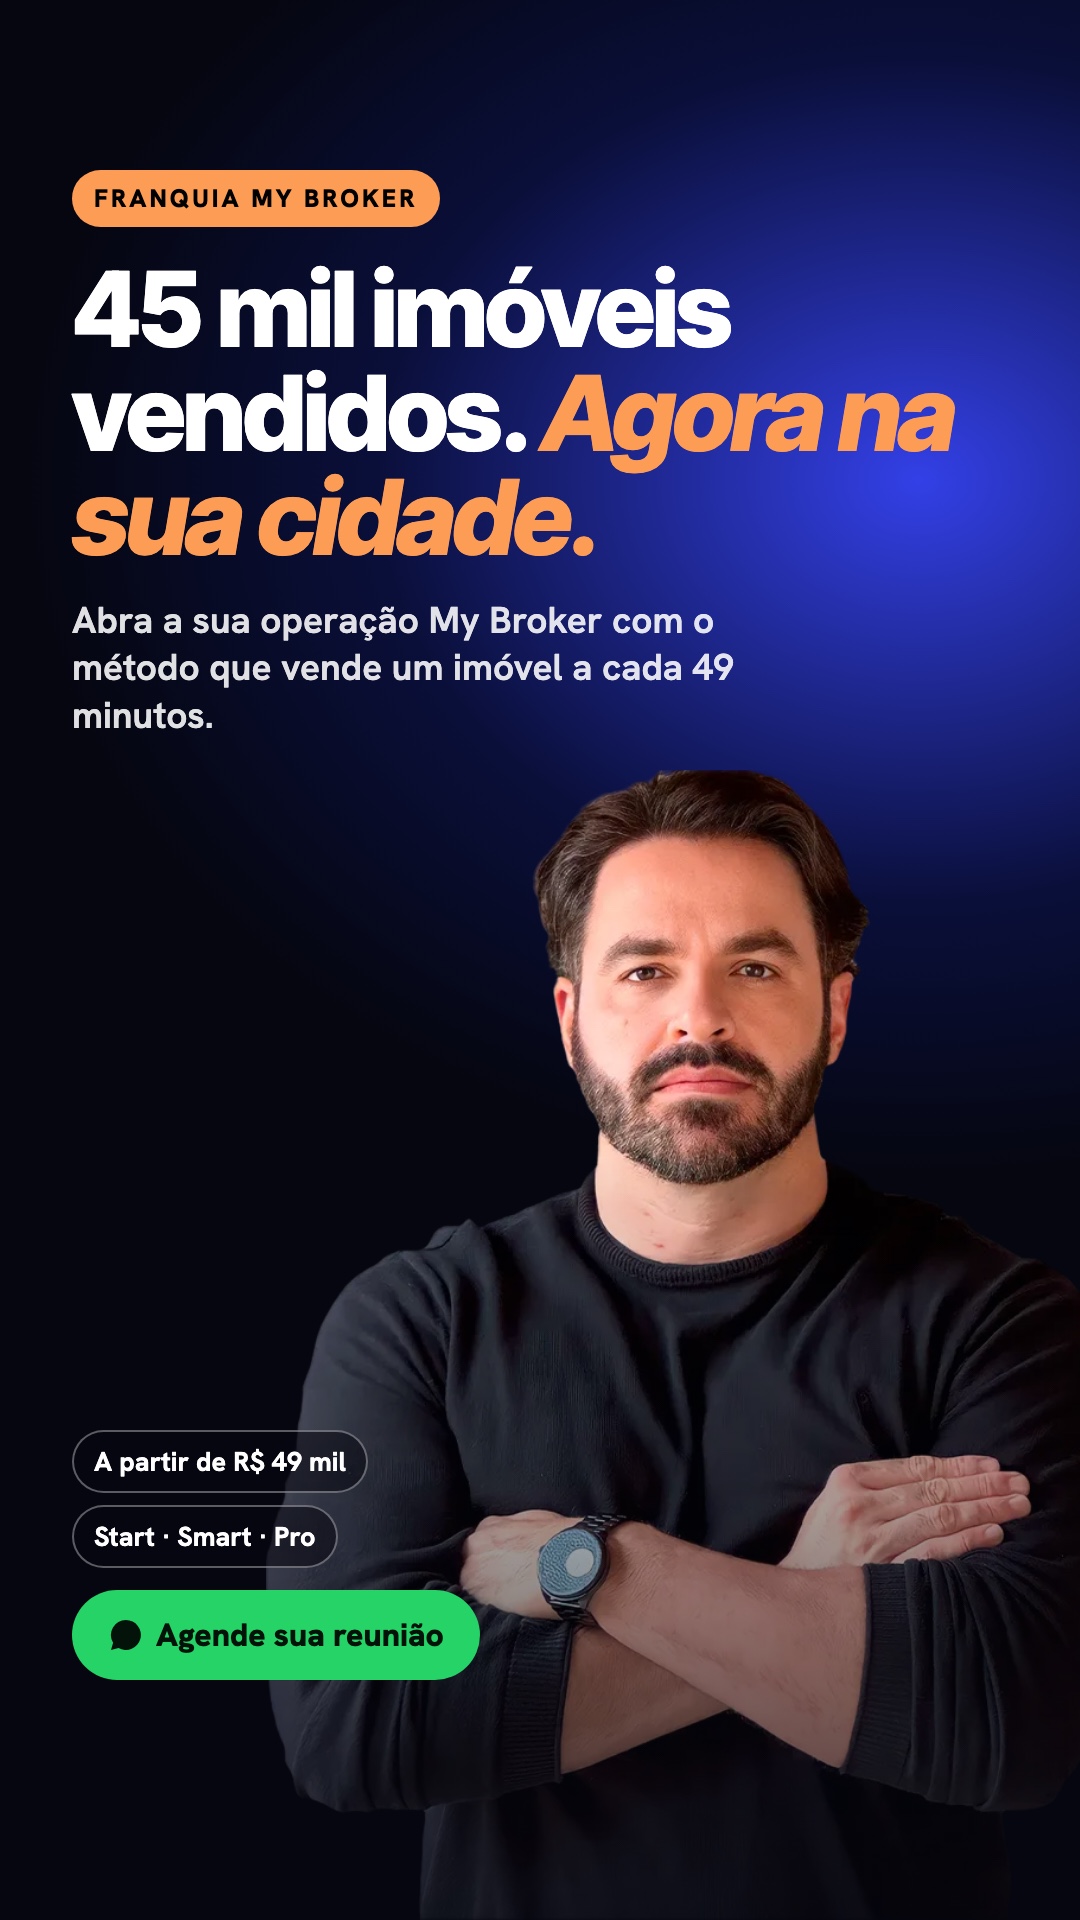 FRANQUIA MY BROKER
45 mil imóveis
vendidos. Agora na
sua cidade.
Abra a sua operação My Broker com o
método que vende um imóvel a cada 49
minutos.
A partir de R$ 49 mil
Start · Smart · Pro
Agende sua reunião